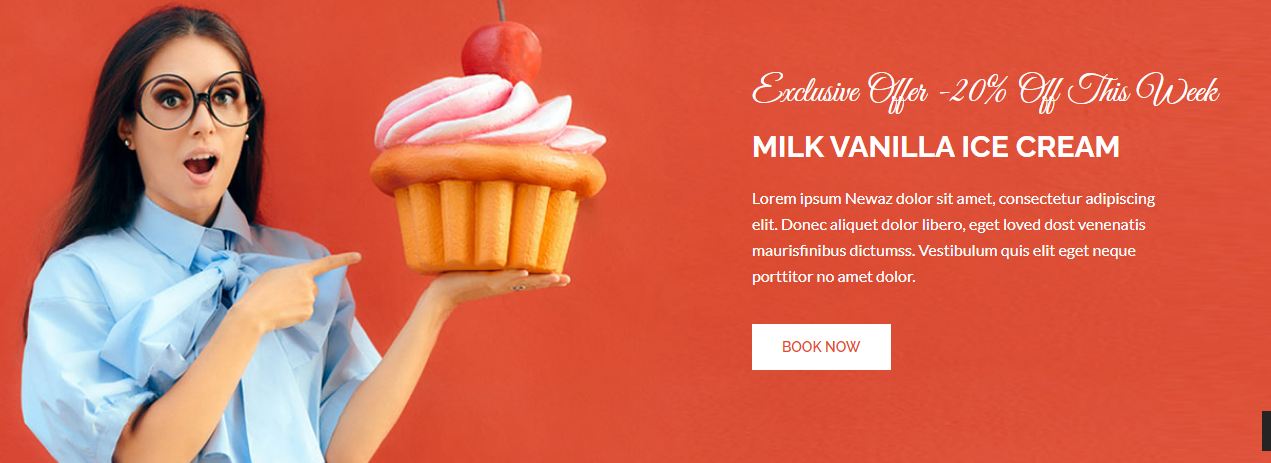 Exclusive Offer -20% Off This Week
MILK VANILLA ICE CREAM
Lorem ipsum Newaz dolor sit amet, consectetur adipiscing
elit. Donec aliquet dolor libero, eget loved dost venenatis
maurisfinibus dictumss. Vestibulum quis elit eget neque
porttitor no amet dolor.
BOOK NOW